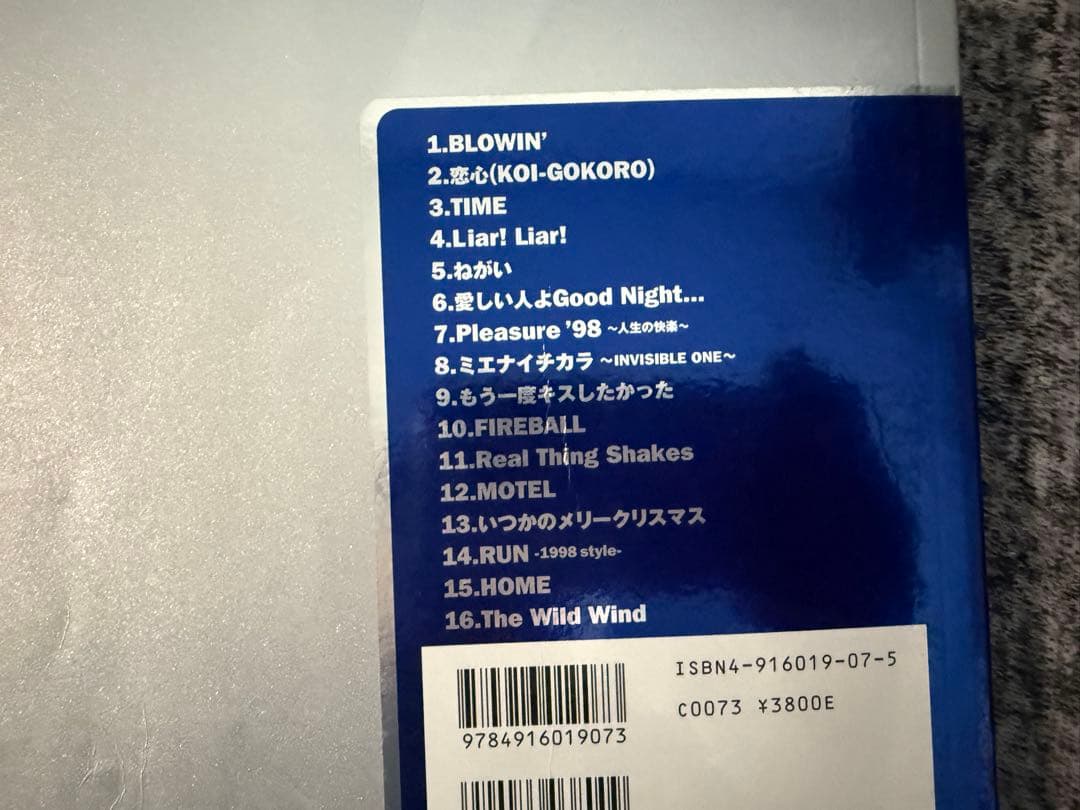 1.BLOWIN’
2.恋心(KOI-GOKORO)
3.TIME
4.Liar! Liar!
5.ねがい
6.愛しい人よGood Night...
7.Pleasure ’98 〜人生の快楽〜
8.ミエナイチカラ 〜INVISIBLE ONE〜
9.もう一度キスしたかった
10.FIREBALL
11.Real Thing Shakes
12.MOTEL
13.いつかのメリークリスマス
14.RUN -1998 style-
15.HOME
16.The Wild Wind
ISBN4-916019-07-5
C0073 ¥3800E
9784916019073